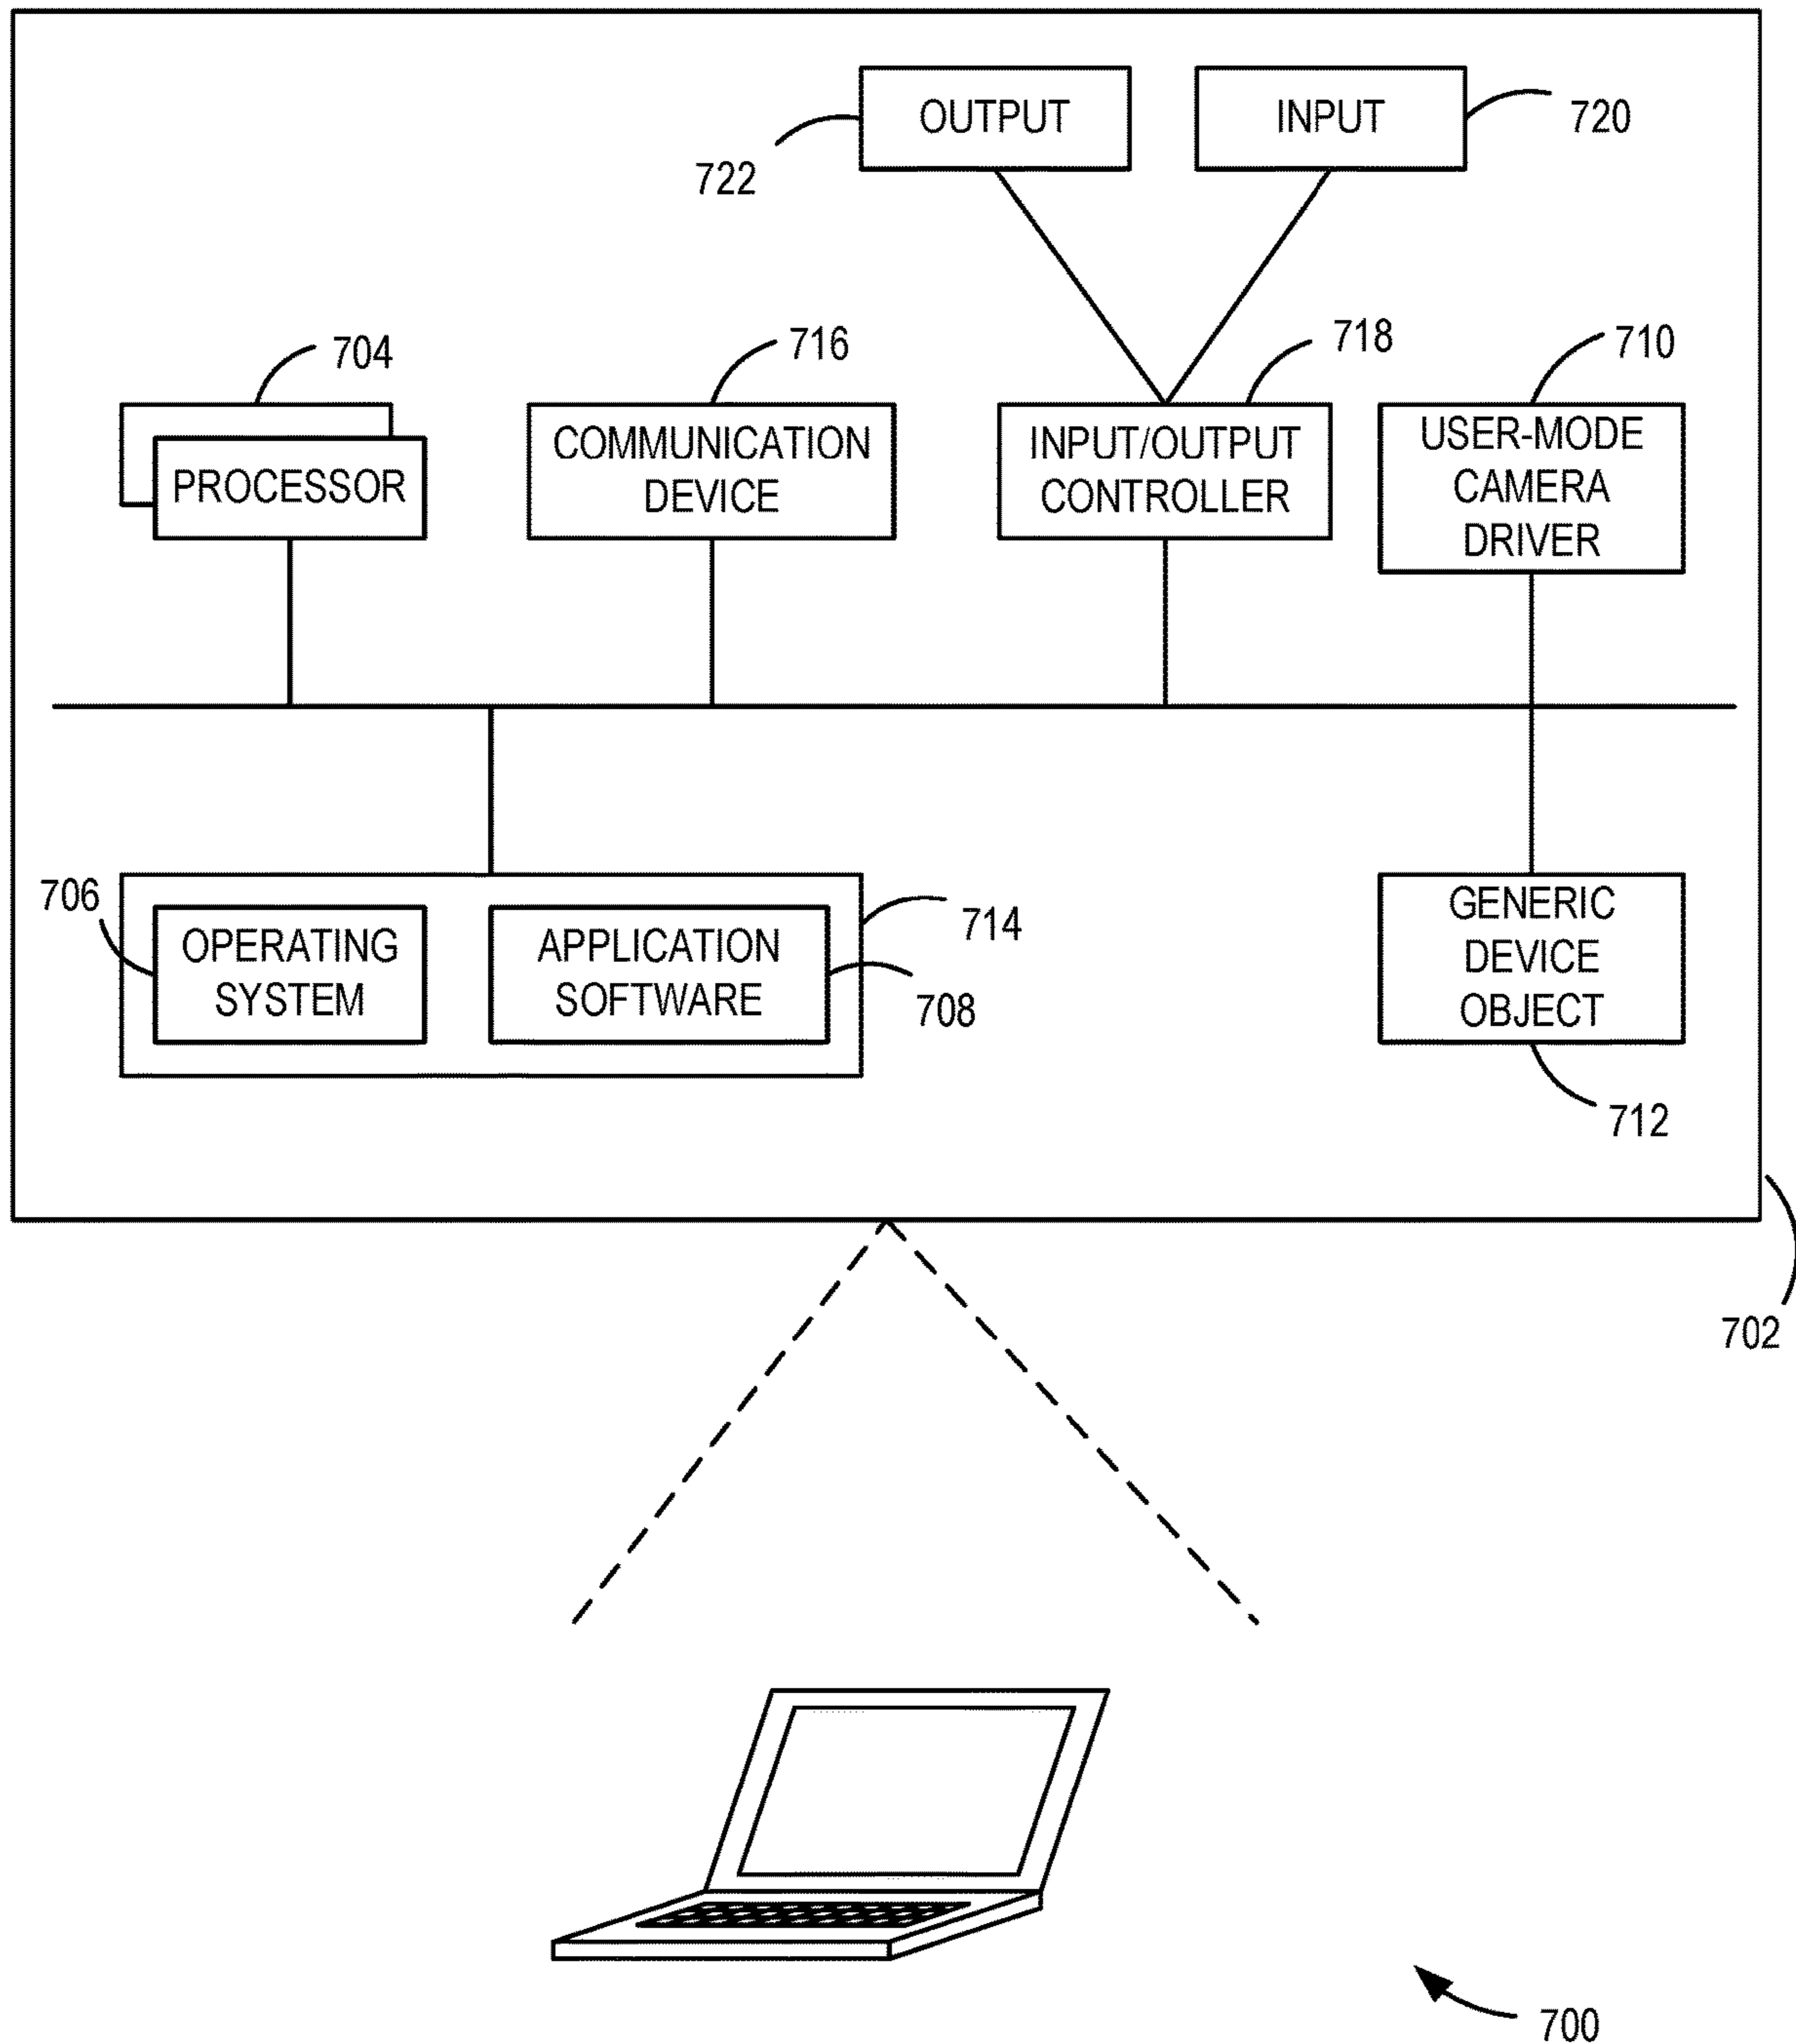 OUTPUT
INPUT
720
722
704
716
718
710
PROCESSOR
COMMUNICATION
DEVICE
INPUT/OUTPUT
CONTROLLER
USER-MODE
CAMERA
DRIVER
706
OPERATING
SYSTEM
APPLICATION
SOFTWARE
714
708
GENERIC
DEVICE
OBJECT
712
702
700